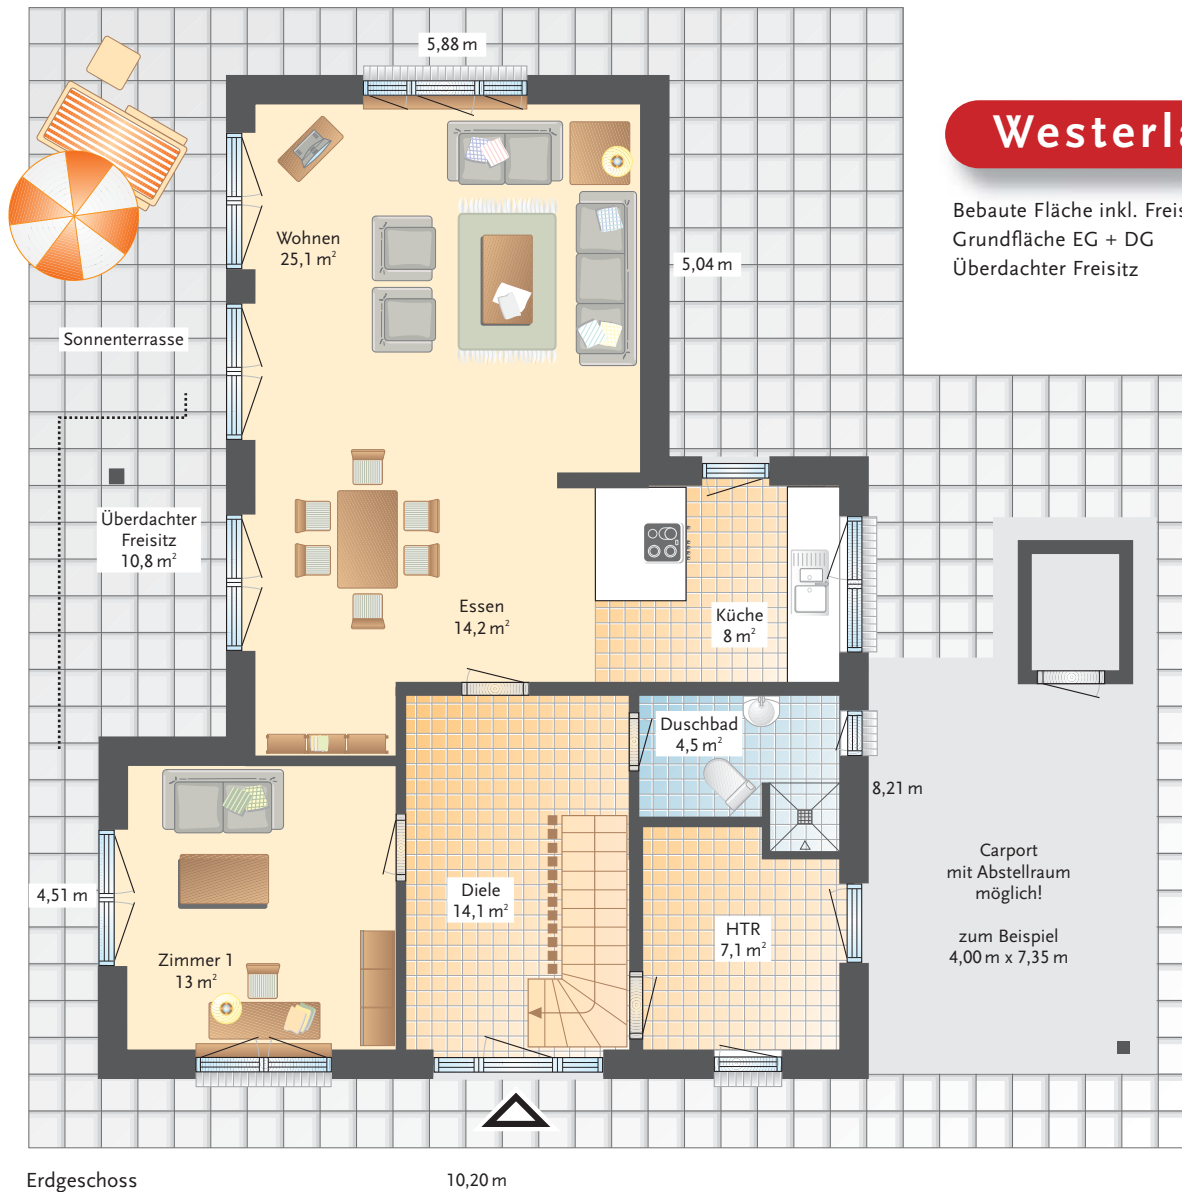 5,88 m
Westerla
Bebaute Fläche inkl. Freis
Grundfläche EG + DG
Überdachter Freisitz
Wohnen
25,1 m²
5,04 m
Sonnenterrasse
Überdachter
Freisitz
10,8 m²
Essen
14,2 m²
Küche
8 m²
Duschbad
4,5 m²
8,21 m
Carport
mit Abstellraum
möglich!
zum Beispiel
4,00 m x 7,35 m
4,51 m
Diele
14,1 m²
HTR
7,1 m²
Zimmer 1
13 m²
Erdgeschoss
10,20 m